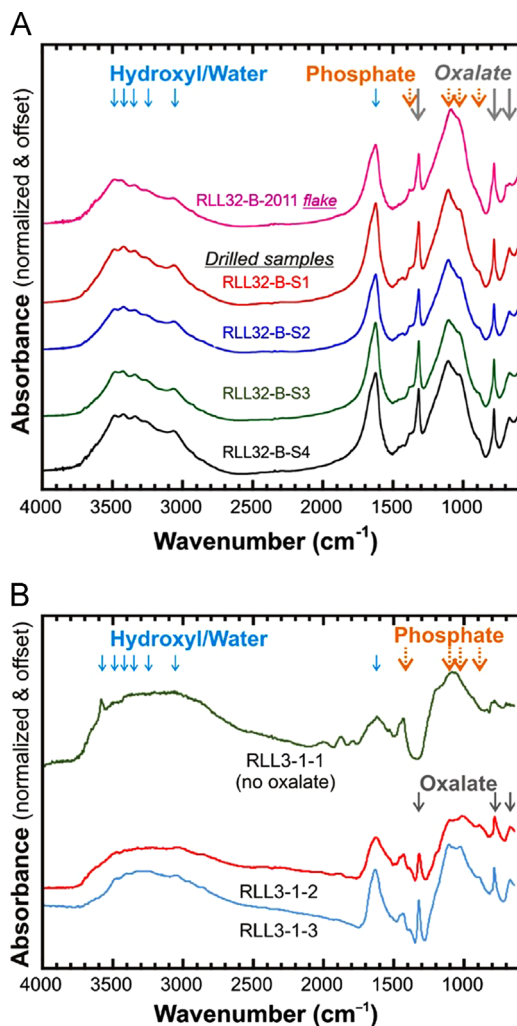 A
Hydroxyl/Water
Phosphate
Oxalate
RLL32-B-2011 flake
Drilled samples
RLL32-B-S1
RLL32-B-S2
RLL32-B-S3
RLL32-B-S4
Absorbance (normalized & offset)
4000 3500 3000 2500 2000 1500 1000
Wavenumber (cm⁻¹)
B
Hydroxyl/Water
Phosphate
RLL3-1-1
(no oxalate)
Oxalate
RLL3-1-2
RLL3-1-3
Absorbance (normalized & offset)
4000 3500 3000 2500 2000 1500 1000
Wavenumber (cm⁻¹)